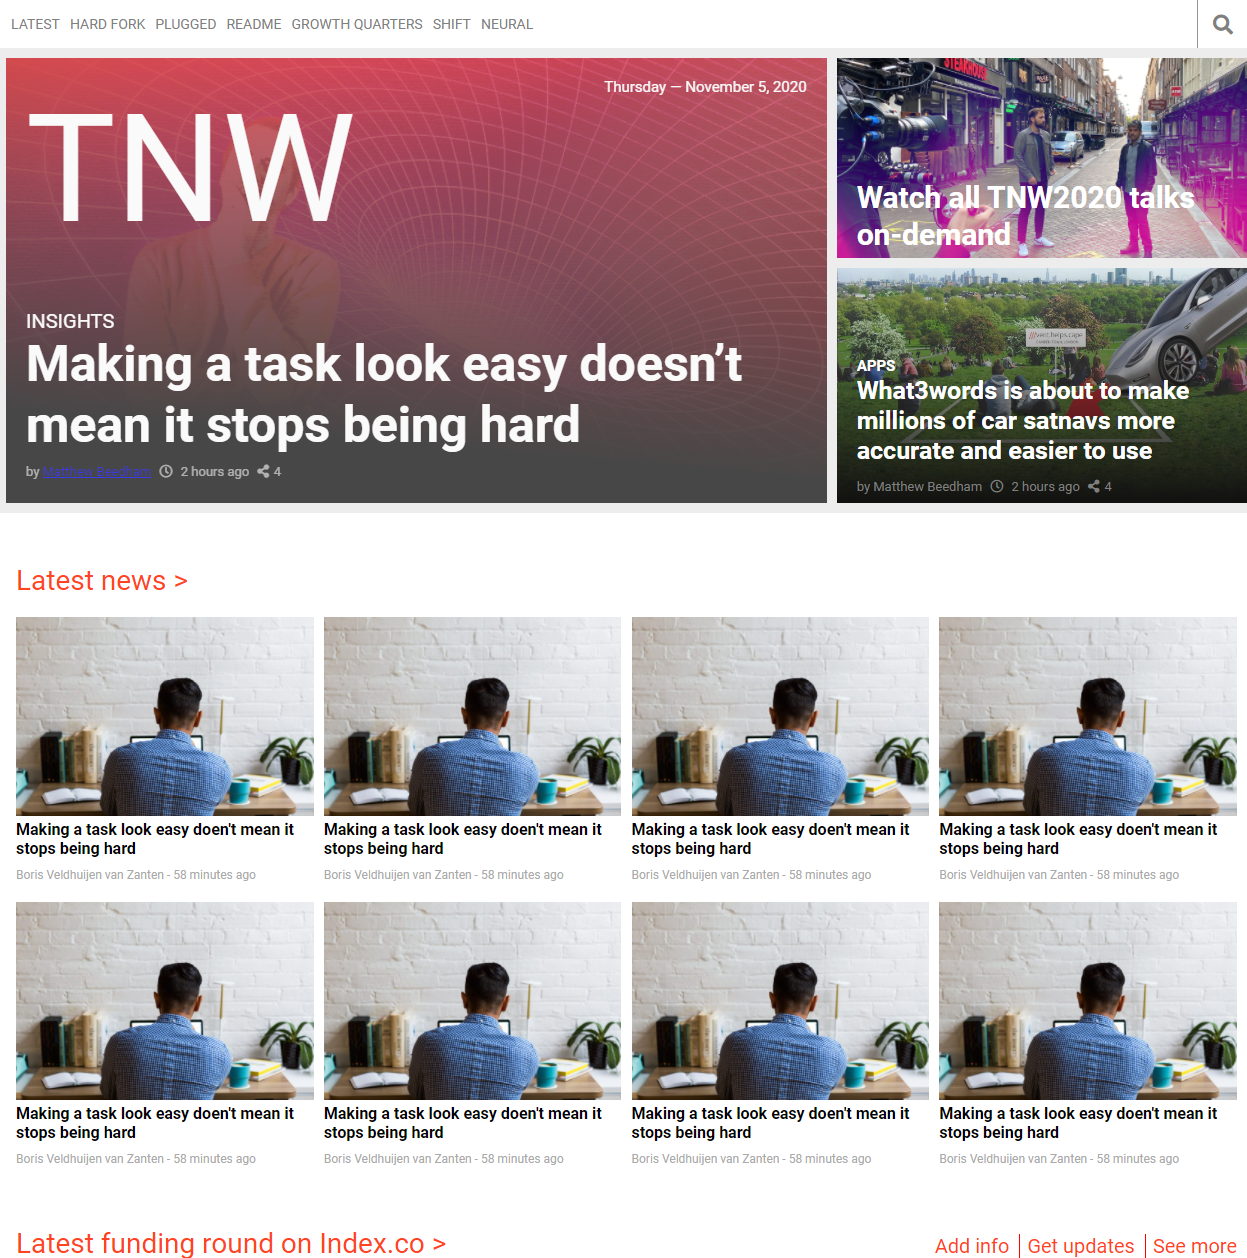 LATEST HARD FORK PLUGGED README GROWTH QUARTERS SHIFT NEURAL
Thursday — November 5, 2020
TNW
INSIGHTS
Making a task look easy doesn’t
mean it stops being hard
by Matthew Beedham 2 hours ago 4
STEAKHOUSE
Watch all TNW2020 talks
on-demand
///vent.helps.cape
APPS
What3words is about to make
millions of car satnavs more
accurate and easier to use
by Matthew Beedham 2 hours ago 4
Latest news >
Making a task look easy doen't mean it
stops being hard
Boris Veldhuijen van Zanten - 58 minutes ago
Making a task look easy doen't mean it
stops being hard
Boris Veldhuijen van Zanten - 58 minutes ago
Making a task look easy doen't mean it
stops being hard
Boris Veldhuijen van Zanten - 58 minutes ago
Making a task look easy doen't mean it
stops being hard
Boris Veldhuijen van Zanten - 58 minutes ago
Making a task look easy doen't mean it
stops being hard
Boris Veldhuijen van Zanten - 58 minutes ago
Making a task look easy doen't mean it
stops being hard
Boris Veldhuijen van Zanten - 58 minutes ago
Making a task look easy doen't mean it
stops being hard
Boris Veldhuijen van Zanten - 58 minutes ago
Making a task look easy doen't mean it
stops being hard
Boris Veldhuijen van Zanten - 58 minutes ago
Latest funding round on Index.co >
Add info Get updates See more